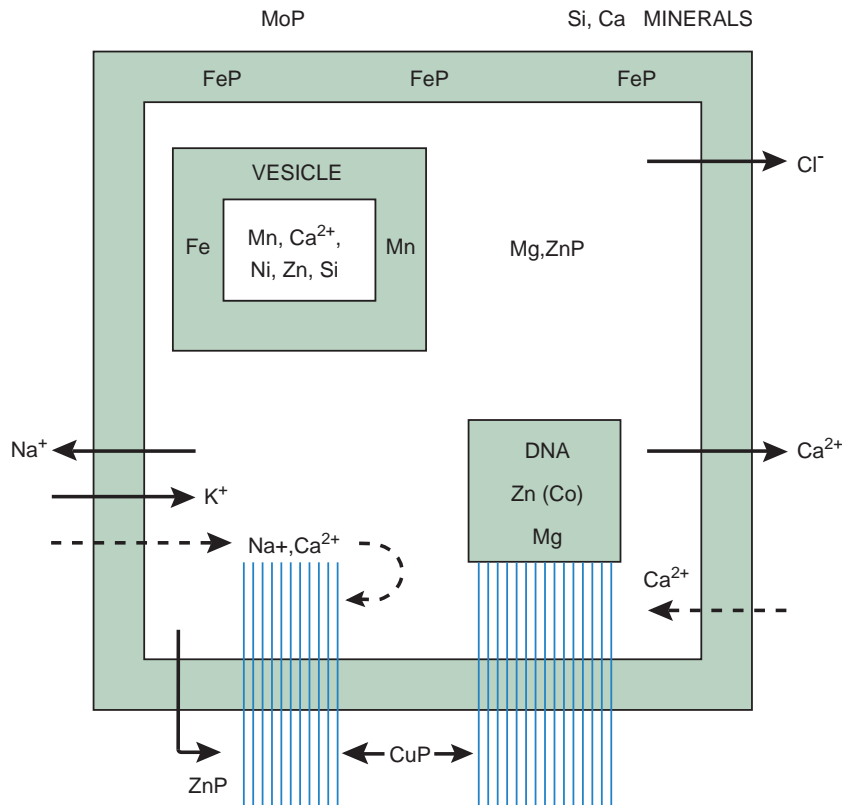 MoP
Si, Ca MINERALS
FeP FeP FeP
VESICLE
Fe
Mn, Ca²⁺,
Ni, Zn, Si
Mn
Mg,ZnP
Cl⁻
Na⁺
K⁺
DNA
Zn (Co)
Mg
Ca²⁺
Na+,Ca²⁺
Ca²⁺
ZnP
CuP